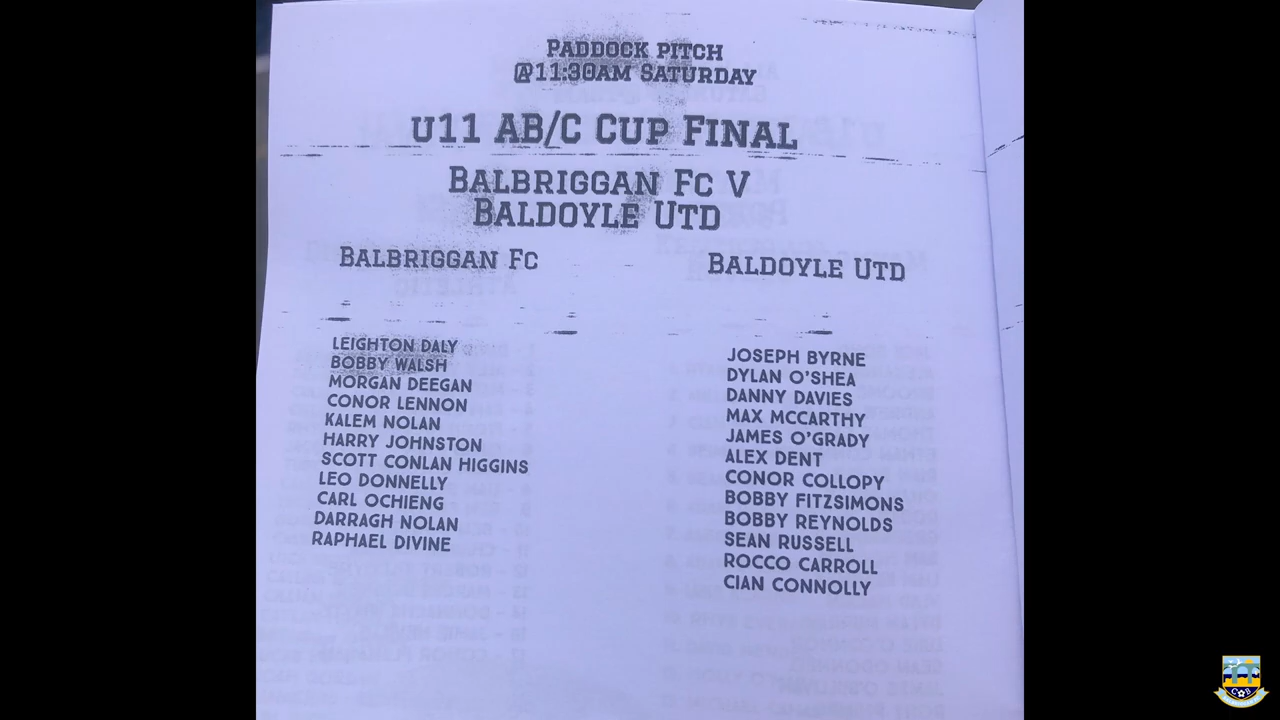 PADDOCK PITCH
@11:30AM SATURDAY
U11 AB/C CUP FINAL
BALBRIGGAN FC V
BALDOYLE UTD
BALBRIGGAN FC
BALDOYLE UTD
LEIGHTON DALY
BOBBY WALSH
MORGAN DEEGAN
CONOR LENNON
KALEM NOLAN
HARRY JOHNSTON
SCOTT CONLAN HIGGINS
LEO DONNELLY
CARL OCHIENG
DARRAGH NOLAN
RAPHAEL DIVINE
JOSEPH BYRNE
DYLAN O'SHEA
DANNY DAVIES
MAX MCCARTHY
JAMES O'GRADY
ALEX DENT
CONOR COLLOPY
BOBBY FITZSIMONS
BOBBY REYNOLDS
SEAN RUSSELL
ROCCO CARROLL
CIAN CONNOLLY